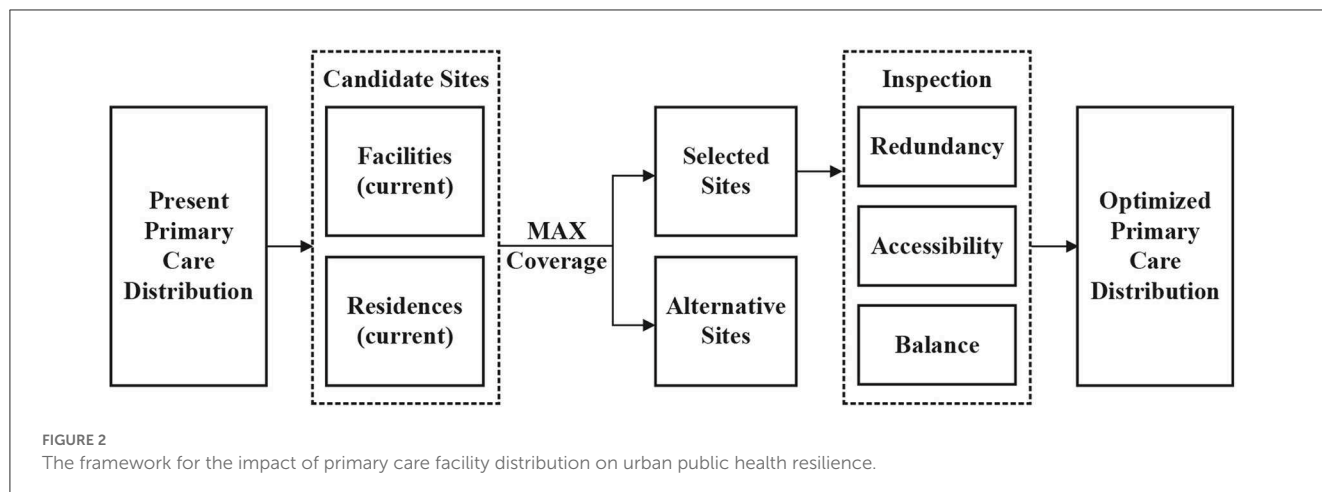 Present
Primary
Care
Distribution
Candidate Sites
Facilities
(current)
Residences
(current)
MAX
Coverage
Selected
Sites
Alternative
Sites
Inspection
Redundancy
Accessibility
Balance
Optimized
Primary
Care
Distribution
FIGURE 2
The framework for the impact of primary care facility distribution on urban public health resilience.